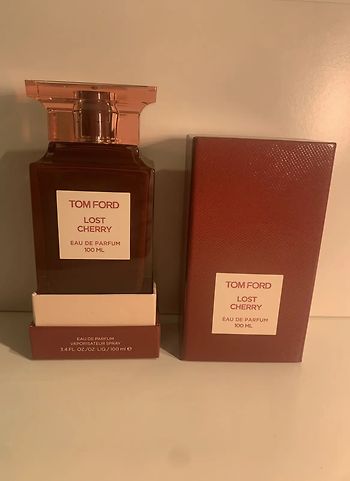 TOM FORD
LOST
CHERRY
EAU DE PARFUM
100 ML
EAU DE PARFUM
VAPORISATEUR SPRAY
3.4 FL. OZ./OZ. LIQ./100 ml ℮
TOM FORD
LOST
CHERRY
EAU DE PARFUM
100 ML